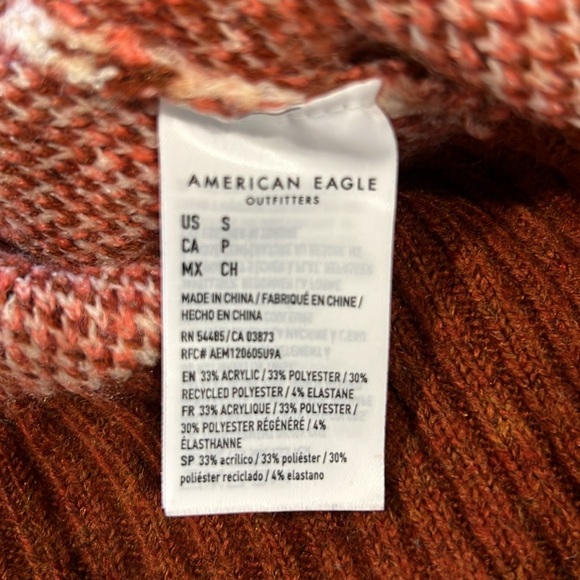 AMERICAN EAGLE
OUTFITTERS
US S
CA P
MX CH
MADE IN CHINA / FABRIQUÉ EN CHINE /
HECHO EN CHINA
RN 54485 / CA 03873
RFC# AEM120605U9A
EN 33% ACRYLIC / 33% POLYESTER / 30%
RECYCLED POLYESTER / 4% ELASTANE
FR 33% ACRYLIQUE / 33% POLYESTER /
30% POLYESTER RÉGÉNÉRÉ / 4%
ÉLASTHANNE
SP 33% acrílico / 33% poliéster / 30%
poliéster reciclado / 4% elastano